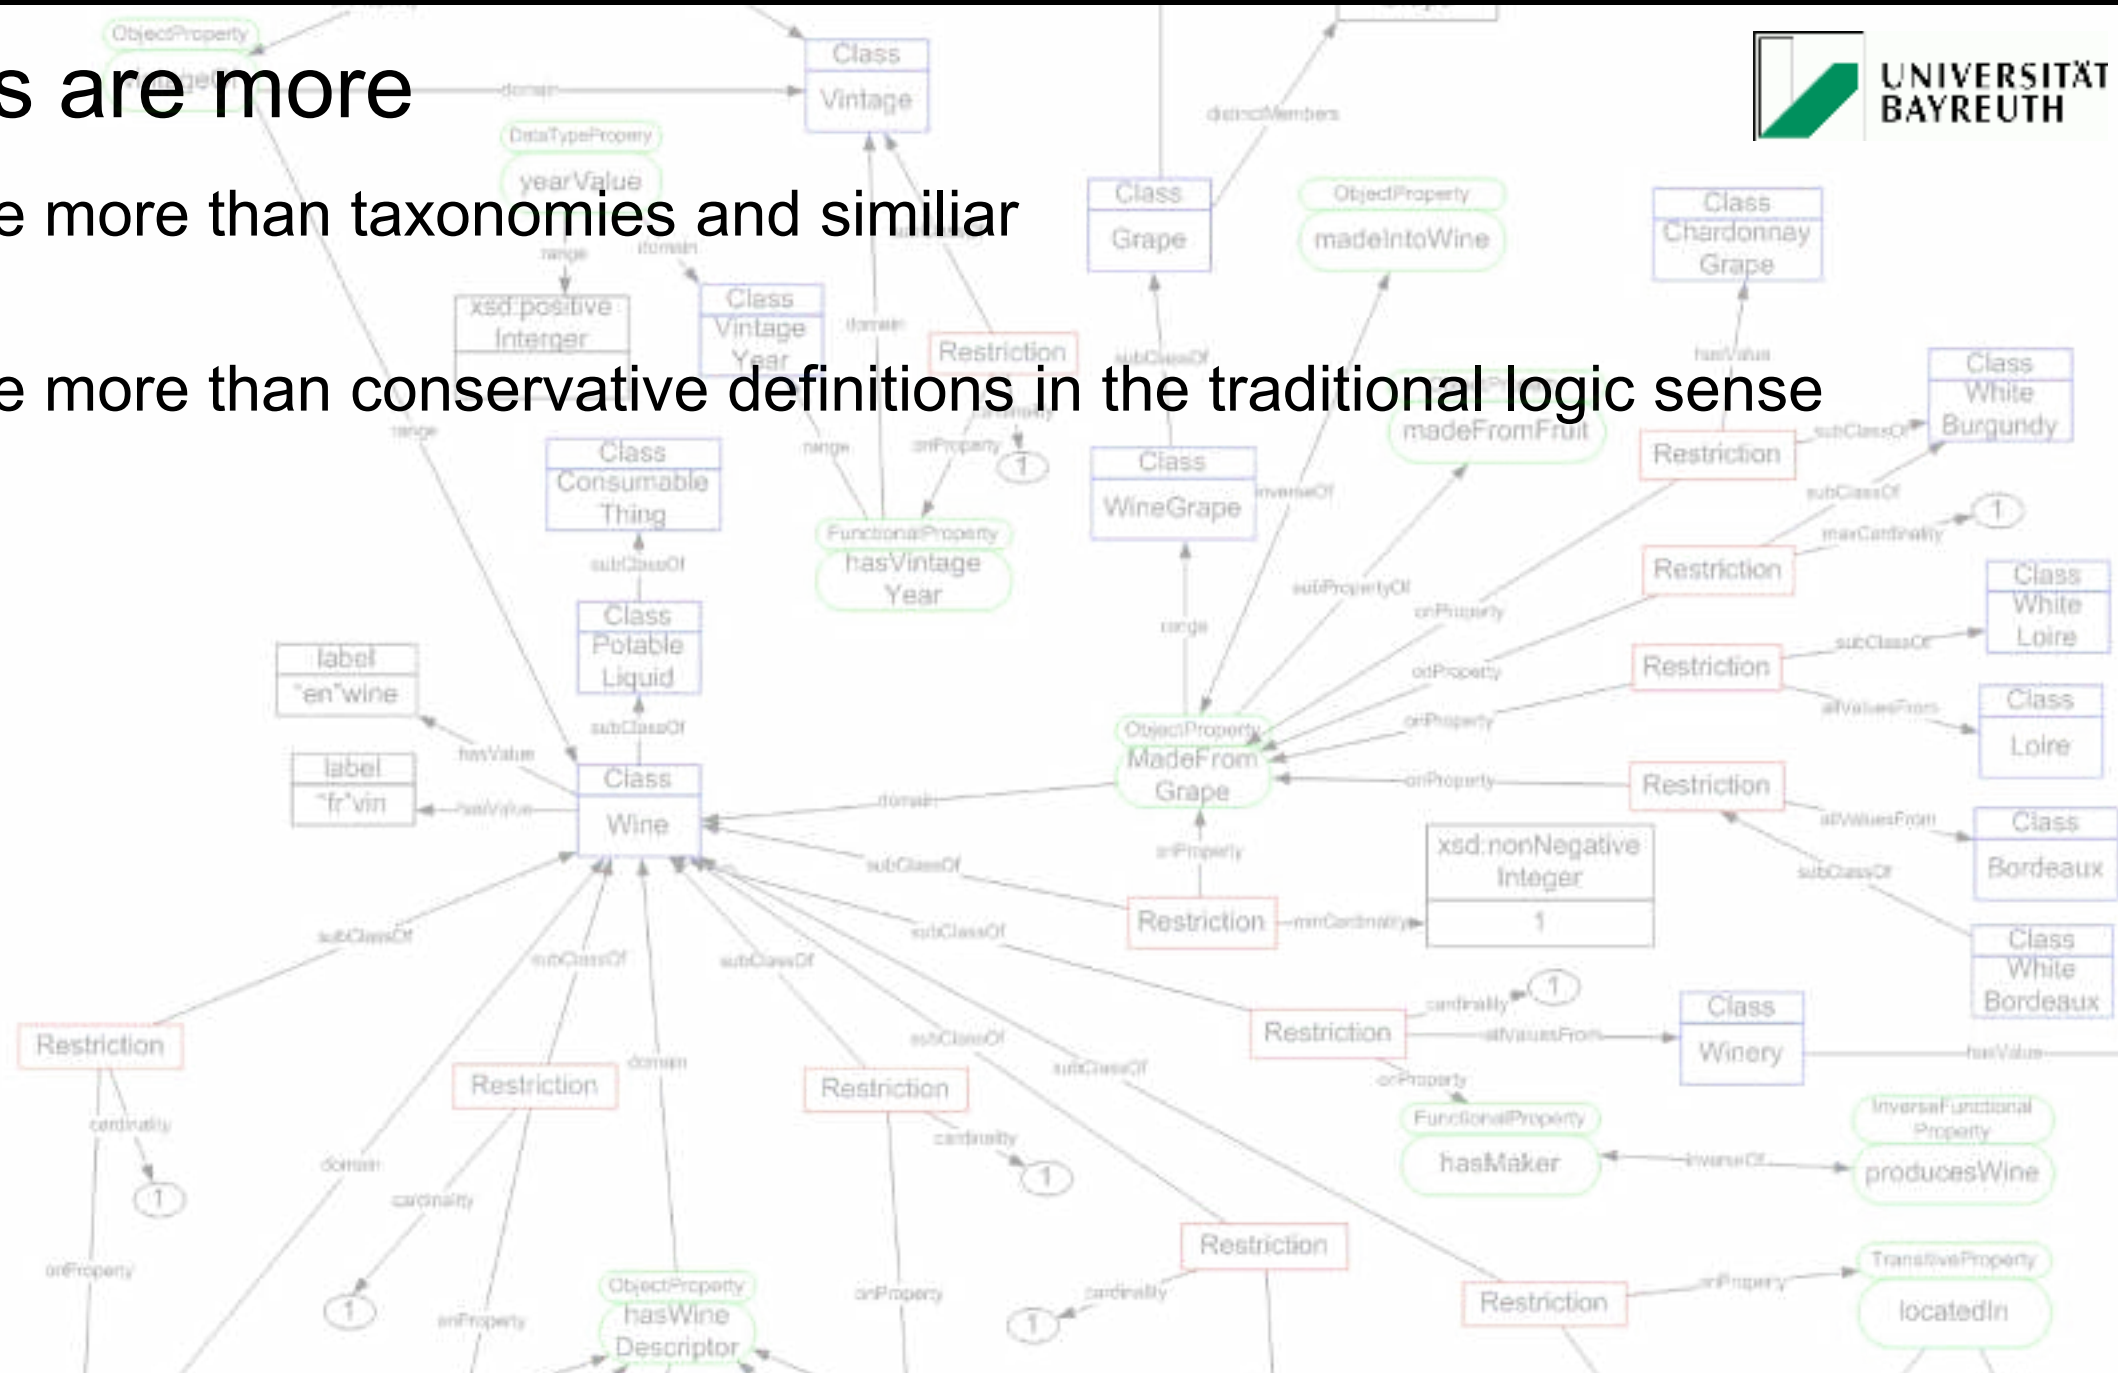 ObjectProperty
s are more
domain
Class
Vintage
distinctMembers
UNIVERSITÄT
BAYREUTH
DataTypeProperty
yearValue
e more than taxonomies and similiar
range
domain
Class
Grape
ObjectProperty
madeIntoWine
Class
Chardonnay
Grape
xsd:positive
Interger
Class
Vintage
Year
domain
Restriction
subClassOf
hasValue
Class
White
Burgundy
e more than conservative definitions in the traditional logic sense
range
range
onProperty
cardinality
1
madeFromFruit
Restriction
subClassOf
Class
Consumable
Thing
Class
WineGrape
inverseOf
subClassOf
maxCardinality
1
FunctionalProperty
hasVintage
Year
subClassOf
Restriction
Class
White
Loire
subPropertyOf
onProperty
range
Class
Potable
Liquid
label
"en"wine
subClassOf
onProperty
Restriction
subClassOf
allValuesFrom
Class
Loire
ObjectProperty
MadeFrom
Grape
onProperty
hasValue
label
"fr"vin
hasValue
Class
Wine
domain
onProperty
Restriction
allValuesFrom
Class
Bordeaux
subClassOf
onProperty
xsd:nonNegative
Integer
1
subClassOf
Restriction
minCardinality
Class
White
Bordeaux
subClassOf
subClassOf
subClassOf
subClassOf
Restriction
cardinality
1
allValuesFrom
Class
Winery
hasValue
Restriction
Restriction
domain
Restriction
subClassOf
subClassOf
onProperty
FunctionalProperty
hasMaker
inverseOf
InverseFunctional
Property
producesWine
cardinality
1
domain
cardinality
1
cardinality
1
onProperty
onProperty
ObjectProperty
hasWine
Descriptor
onProperty
Restriction
cardinality
1
Restriction
onProperty
TransitiveProperty
locatedIn